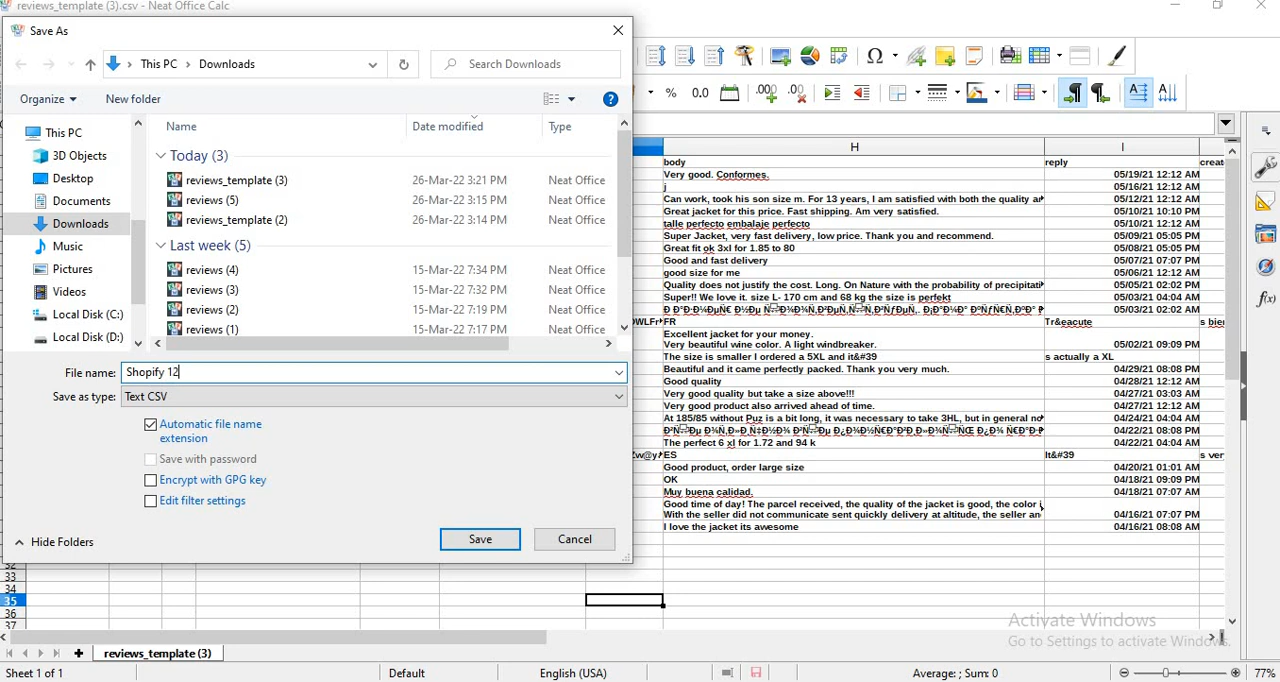 reviews_template (3).csv - Neat Office Calc
Save As
This PC > Downloads
Search Downloads
Organize
New folder
This PC
3D Objects
Desktop
Documents
Downloads
Music
Pictures
Videos
Local Disk (C:)
Local Disk (D:)
Name Date modified Type
Today (3)
reviews_template (3) 26-Mar-22 3:21 PM Neat Office
reviews (5) 26-Mar-22 3:15 PM Neat Office
reviews_template (2) 26-Mar-22 3:14 PM Neat Office
Last week (5)
reviews (4) 15-Mar-22 7:34 PM Neat Office
reviews (3) 15-Mar-22 7:32 PM Neat Office
reviews (2) 15-Mar-22 7:19 PM Neat Office
reviews (1) 15-Mar-22 7:17 PM Neat Office
File name: Shopify 12
Save as type: Text CSV
Automatic file name
extension
Save with password
Encrypt with GPG key
Edit filter settings
Hide Folders
Save
Cancel
% 0.0 .00 .00
H I
body reply creat
Very good. Conformes. 05/19/21 12:12 AM
j 05/16/21 12:12 AM
Can work, took his son size m. For 13 years, I am satisfied with both the quality an 05/12/21 12:12 AM
Great jacket for this price. Fast shipping. Am very satisfied. 05/10/21 10:10 PM
talle perfecto embalaje perfecto 05/10/21 12:12 AM
Super Jacket, very fast delivery, low price. Thank you and recommend. 05/09/21 05:05 PM
Great fit ok 3xl for 1.85 to 80 05/08/21 05:05 PM
Good and fast delivery 05/07/21 07:07 PM
good size for me 05/06/21 12:12 AM
Quality does not justify the cost. Long. On Nature with the probability of precipitati 05/05/21 02:02 PM
Super!! We love it. size L- 170 cm and 68 kg the size is perfekt 05/03/21 04:04 AM
05/03/21 02:02 AM
FR Tr&eacute s bie
Excellent jacket for your money.
Very beautiful wine color. A light windbreaker. 05/02/21 09:09 PM
The size is smaller I ordered a 5XL and it&#39 s actually a XL
Beautiful and it came perfectly packed. Thank you very much. 04/29/21 08:08 PM
Good quality 04/28/21 12:12 AM
Very good quality but take a size above!!! 04/27/21 03:03 AM
Very good product also arrived ahead of time. 04/27/21 12:12 AM
At 185/85 without Puz is a bit long, it was necessary to take 3HL, but in general no 04/24/21 04:04 AM
04/22/21 08:08 PM
The perfect 6 xl for 1.72 and 94 k 04/22/21 04:04 AM
ES It&#39 s ver
Good product, order large size 04/20/21 01:01 AM
OK 04/18/21 09:09 PM
Muy buena calidad. 04/18/21 07:07 AM
Good time of day! The parcel received, the quality of the jacket is good, the color i
With the seller did not communicate sent quickly delivery at altitude, the seller an 04/16/21 07:07 PM
I love the jacket its awesome 04/16/21 08:08 AM
33
34
35
36
37
Activate Windows
Go to Settings to activate Windows.
reviews_template (3)
Sheet 1 of 1 Default English (USA) Average: ; Sum: 0 77%